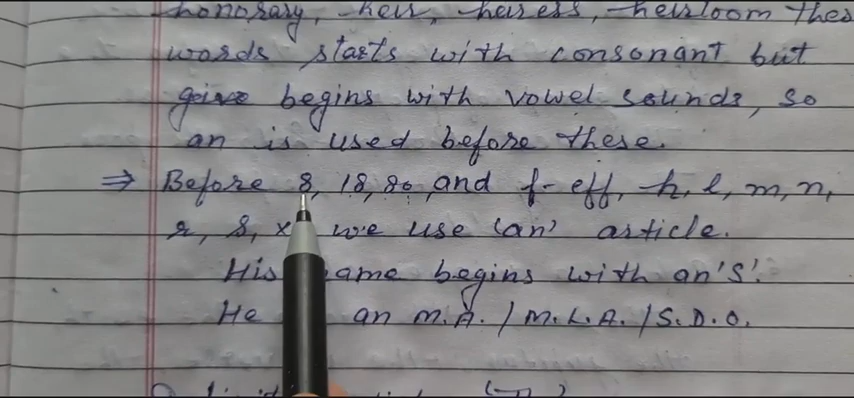 honorary, heir, heiress, heirloom these
words starts with consonant but
begins with vowel sounds, so
an is used before these.
⇒ Before 8, 18, 80, and f-eff, h, l, m, n,
r, s, x we use 'an' article.
His ame begins with an 'S'.
He an M.A. / M.L.A. / S.D.O.